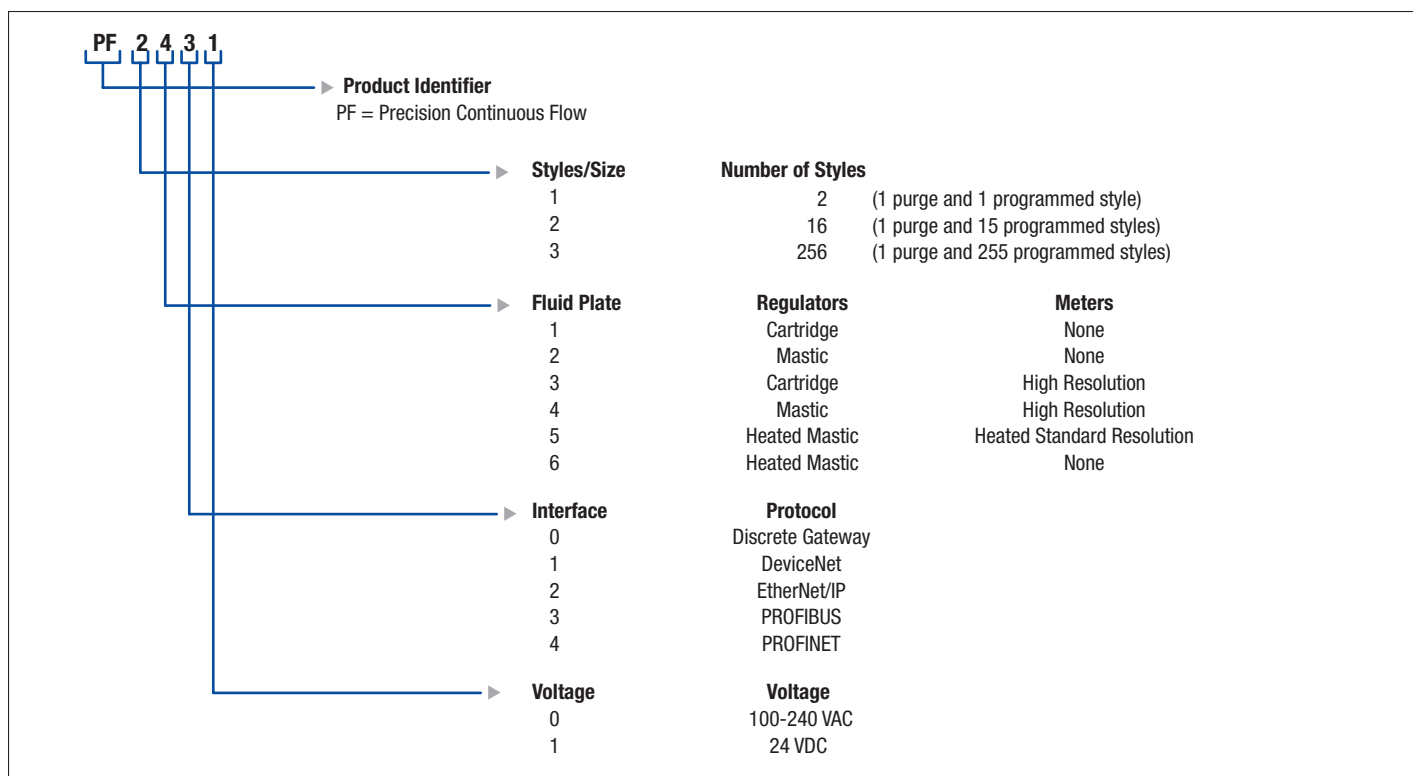 PF 2 4 3 1
Product Identifier
PF = Precision Continuous Flow
Styles/Size Number of Styles
1 2 (1 purge and 1 programmed style)
2 16 (1 purge and 15 programmed styles)
3 256 (1 purge and 255 programmed styles)
Fluid Plate Regulators Meters
1 Cartridge None
2 Mastic None
3 Cartridge High Resolution
4 Mastic High Resolution
5 Heated Mastic Heated Standard Resolution
6 Heated Mastic None
Interface Protocol
0 Discrete Gateway
1 DeviceNet
2 EtherNet/IP
3 PROFIBUS
4 PROFINET
Voltage Voltage
0 100-240 VAC
1 24 VDC